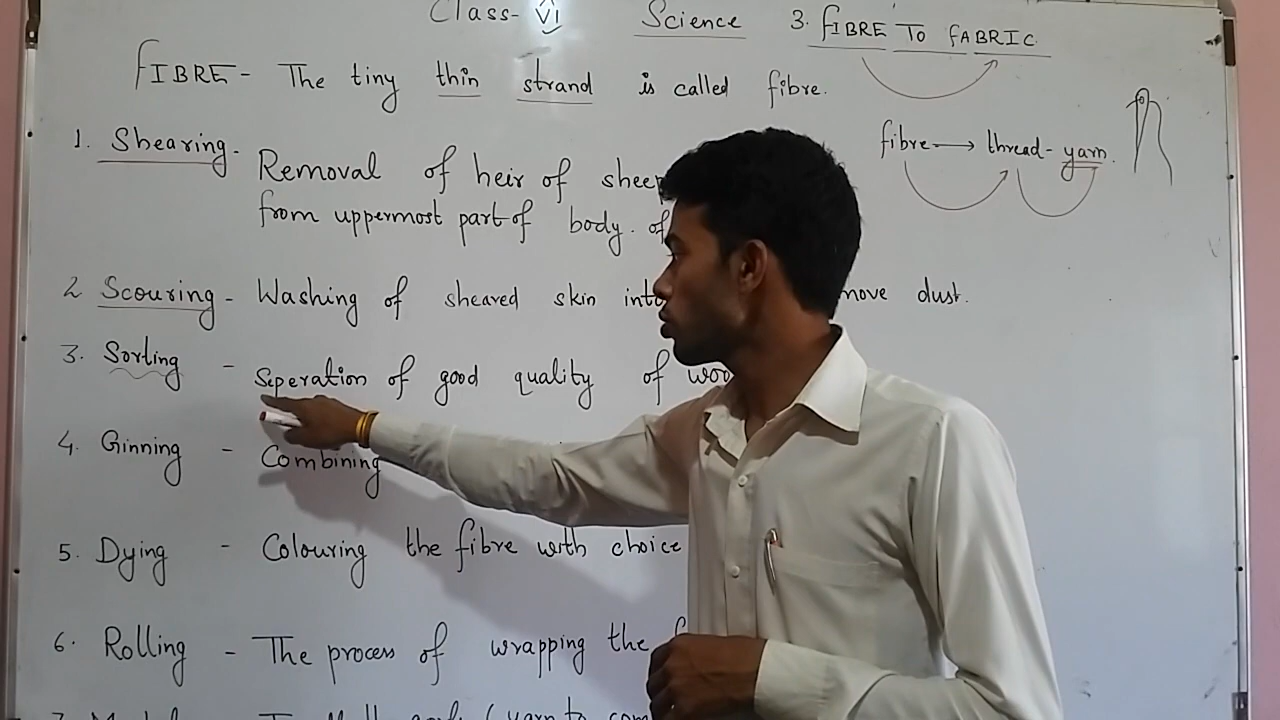 Class- VI Science 3. FIBRE TO FABRIC
FIBRE - The tiny thin strand is called fibre.
fibre → thread - yarn.
1. Shearing - Removal of heir of sheep
from uppermost part of body. of
2 Scouring - Washing of sheared skin into move dust.
3. Sorting - Seperation of good quality of woo
4. Ginning - Combining
5. Dying - Colouring the fibre with choice
6. Rolling - The process of wrapping the f